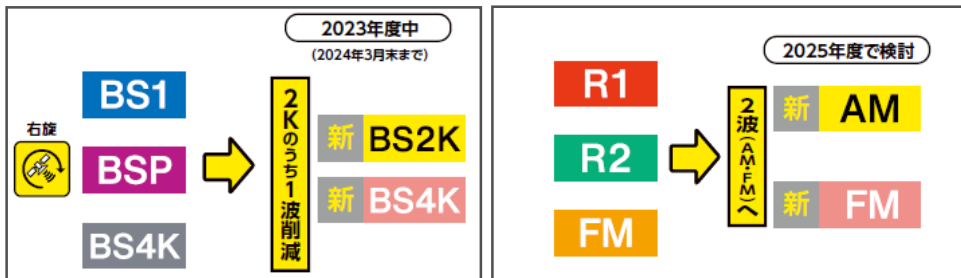 2023年度中
(2024年3月末まで)
BS1
右旋
BSP
BS4K
2Kのうち1波削減
新 BS2K
新 BS4K
2025年度で検討
R1
R2
FM
2波(AM・FM)へ
新 AM
新 FM